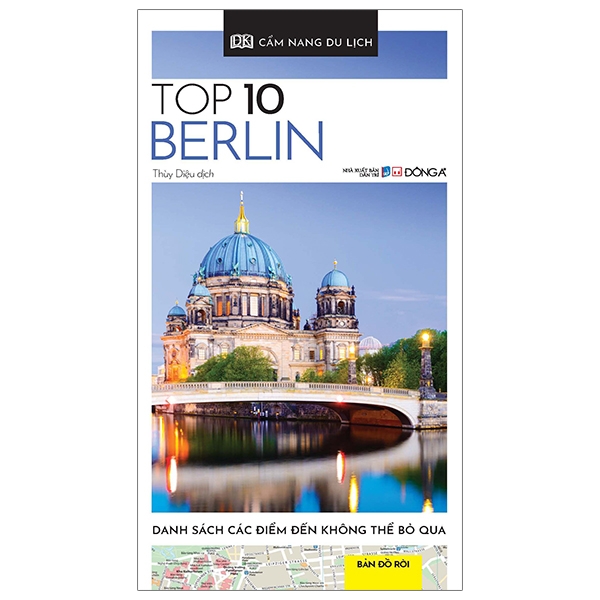 DK CẨM NANG DU LỊCH
TOP 10
BERLIN
Thùy Diệu dịch
NHÀ XUẤT BẢN
DÂN TRÍ
ĐÔNG A
DANH SÁCH CÁC ĐIỂM ĐẾN KHÔNG THỂ BỎ QUA
BẢN ĐỒ RỜI